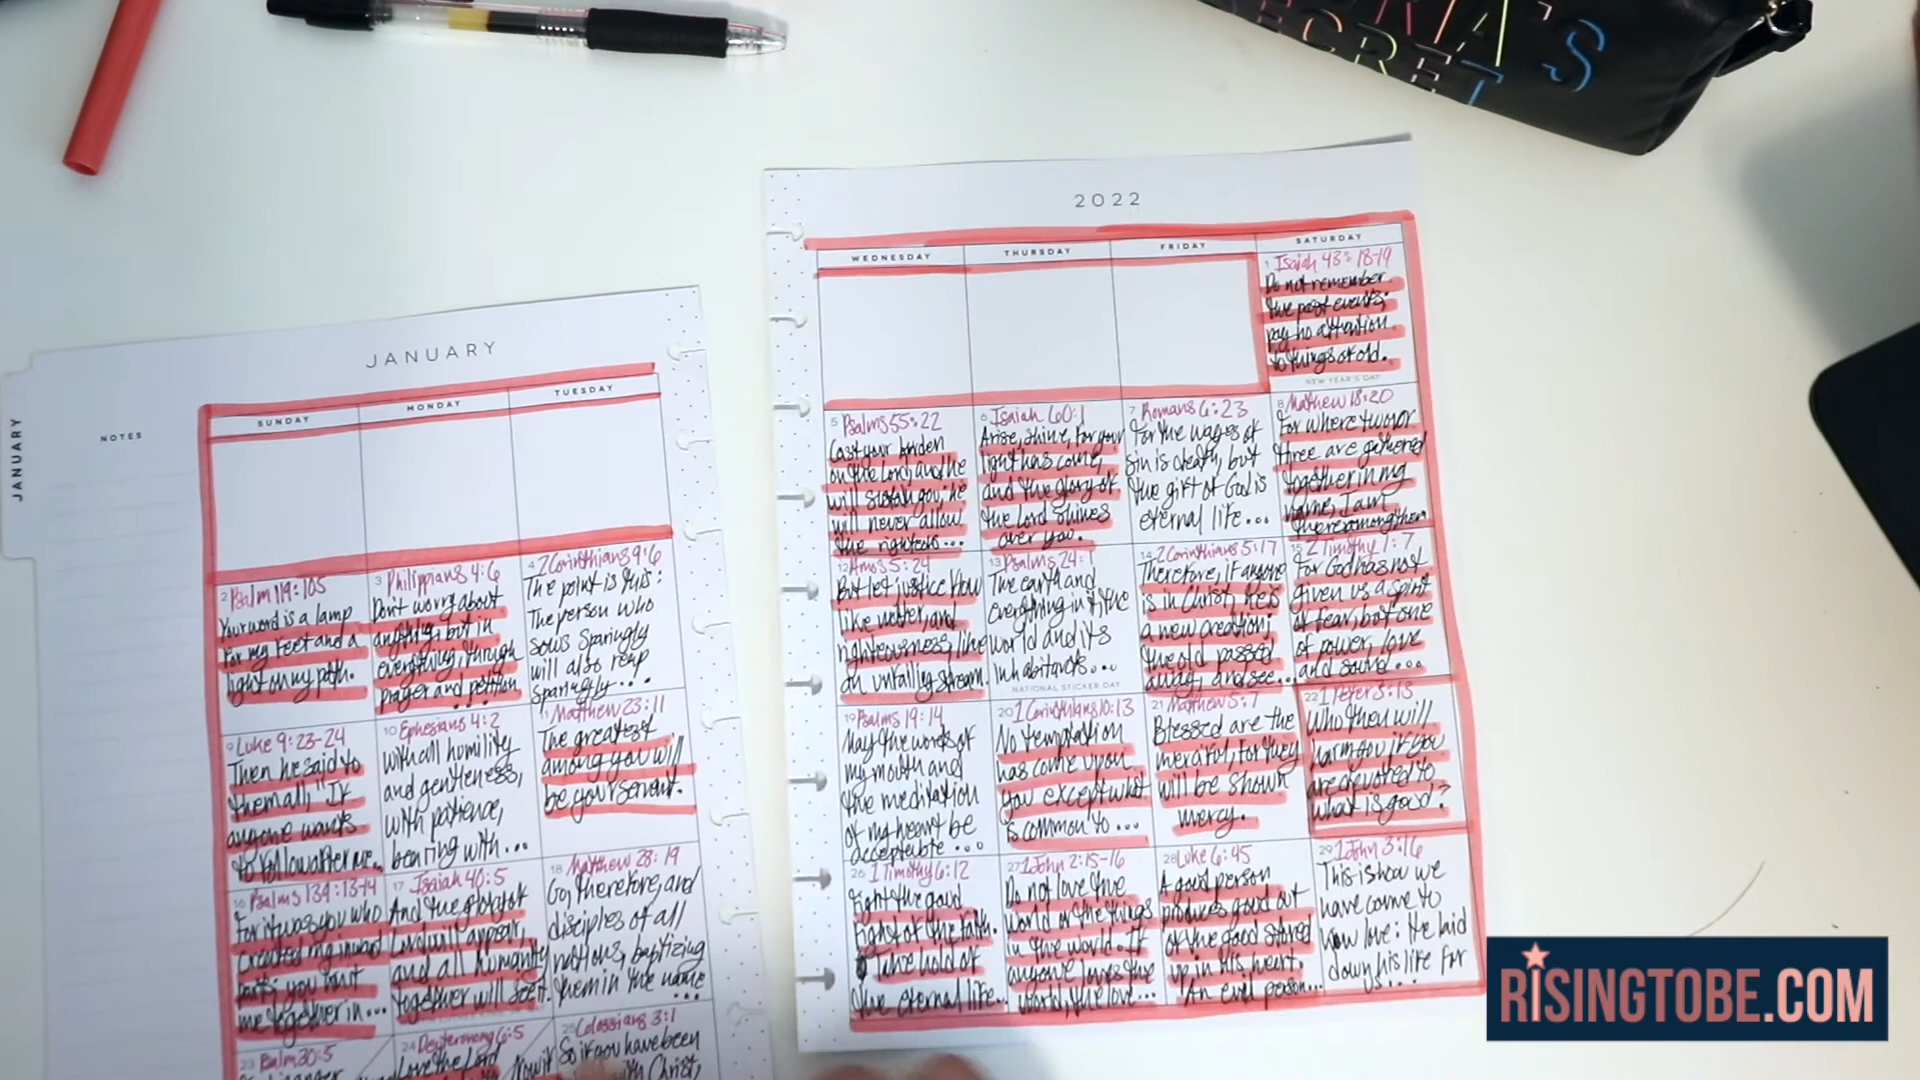 RA'S
SECRET
JANUARY
JANUARY
NOTES
SUNDAY
MONDAY
TUESDAY
2 Psalm 119:105
Your word is a lamp
for my feet and a
light on my path.
3 Philippians 4:6
Don't worry about
anything, but in
everything, through
prayer and petition
...
4 2 Corinthians 9:6
The point is this:
The person who
sows sparingly
will also reap
sparingly...
9 Luke 9:23-24
Then he said to
them all, "If
anyone wants
to follow after me,
10 Ephesians 4:2
with all humility
and gentleness,
with patience,
bearing with...
11 Matthew 23:11
The greatest
among you will
be your servant.
16 Psalms 139:13-14
For it was you who
created my inward
parts you knit
me together in...
17 Isaiah 40:5
And the glory of
Lord will appear,
and all humanity
together will see it.
18 Matthew 28:19
Go, therefore, and
disciples of all
nations, baptizing
them in the name
...
23 Psalm 30:5
24 Deuteronomy 6:5
Love the Lord
25 Colossians 3:1
So if you have been
with Christ,
2022
WEDNESDAY
THURSDAY
FRIDAY
SATURDAY
1 Isaiah 43:18-19
Do not remember
the past events;
pay no attention
to things of old.
NEW YEAR'S DAY
5 Psalms 55:22
Cast your burden
on the Lord, and he
will sustain you; he
will never allow
the righteous...
6 Isaiah 60:1
Arise, shine, for your
light has come,
and the glory of
the Lord shines
over you.
7 Romans 6:23
For the wages of
sin is death, but
the gift of God is
eternal life...
8 Mathew 18:20
For where two or
three are gathered
together in my
name, I am
there among them.
12 Amos 5:24
But let justice flow
like water, and
righteousness, like
an unfailing stream.
13 Psalms 24:1
The earth and
everything in it, the
world and its
inhabitants...
NATIONAL STICKER DAY
14 2 Corinthians 5:17
Therefore, if anyone
is in Christ, he is
a new creation;
the old passed
away, and see...
15 2 Timothy 1:7
For God has not
given us a spirit
of fear, but one
of power, love
and sound...
19 Psalms 19:14
May the words of
my mouth and
the meditation
of my heart be
acceptable...
20 1 Corinthians 10:13
No temptation
has come upon
you except what
is common to...
21 Matthew 5:7
Blessed are the
merciful, for they
will be shown
mercy.
22 1 Peter 3:13
Who then will
harm you if you
are devoted to
what is good?
26 1 Timothy 6:12
Fight the good
fight of the faith.
Take hold of
the eternal life...
27 1 John 2:15-16
Do not love the
world or the things
in the world. If
anyone loves the
world, the love...
28 Luke 6:45
A good person
produces good out
of the good stored
up in his heart.
An evil person...
29 1 John 3:16
This is how we
have come to
know love: He laid
down his life for
us...
RISINGTOBE.COM